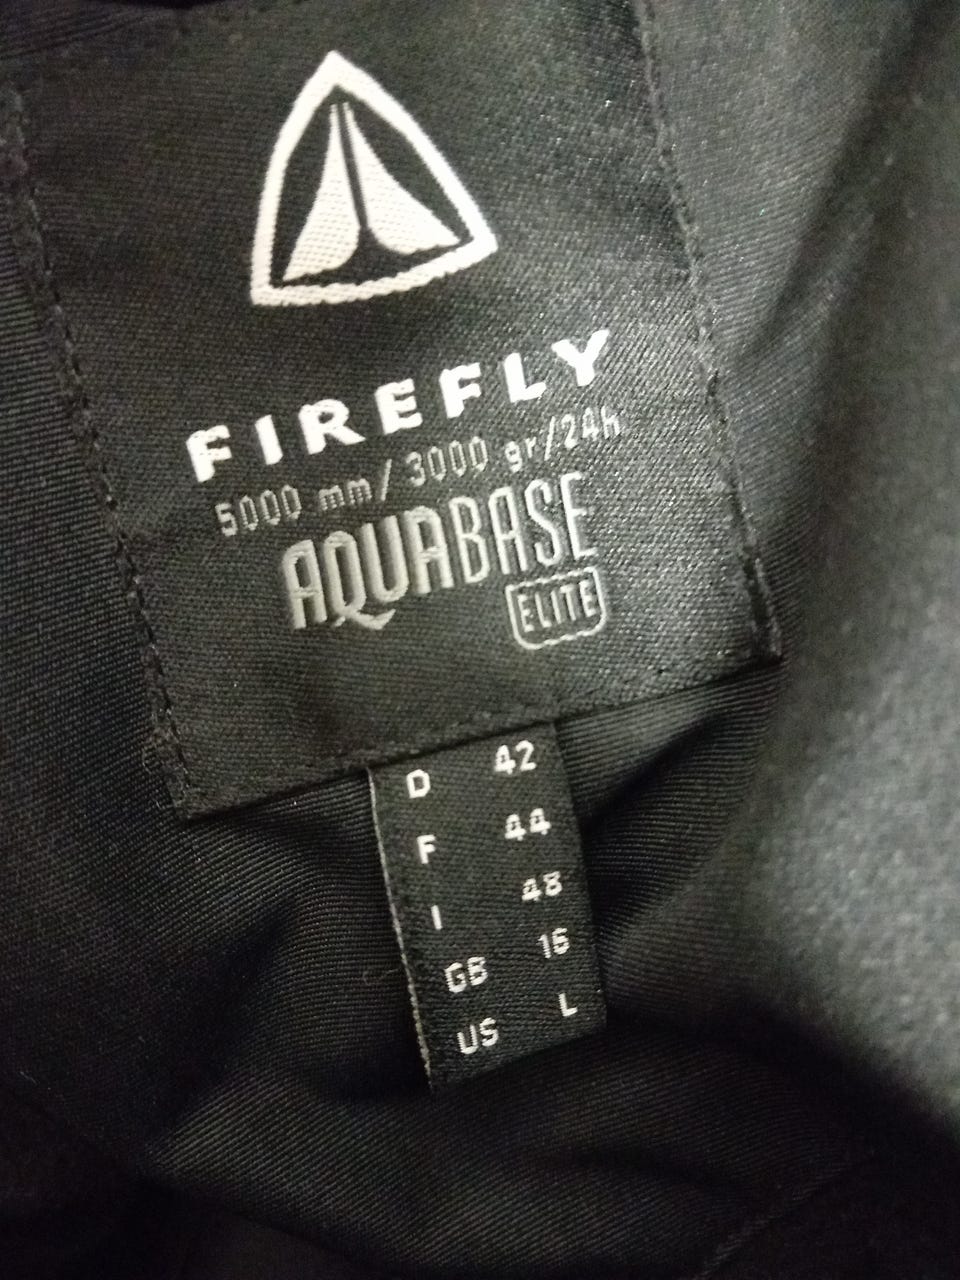 FIREFLY
5000 mm/3000 gr/24h
AQUABASE
ELITE
D 42
F 44
I 48
GB 16
US L